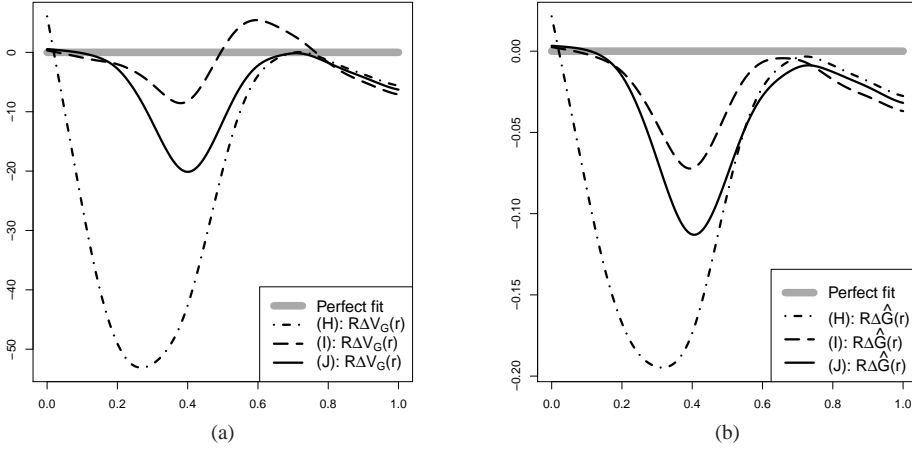 0
-10
-20
-30
-40
-50
0.0 0.2 0.4 0.6 0.8 1.0
Perfect fit
(H): RΔV_G(r)
(I): RΔV_G(r)
(J): RΔV_G(r)
(a)
0.00
-0.05
-0.10
-0.15
-0.20
0.0 0.2 0.4 0.6 0.8 1.0
Perfect fit
(H): RΔĜ(r)
(I): RΔĜ(r)
(J): RΔĜ(r)
(b)